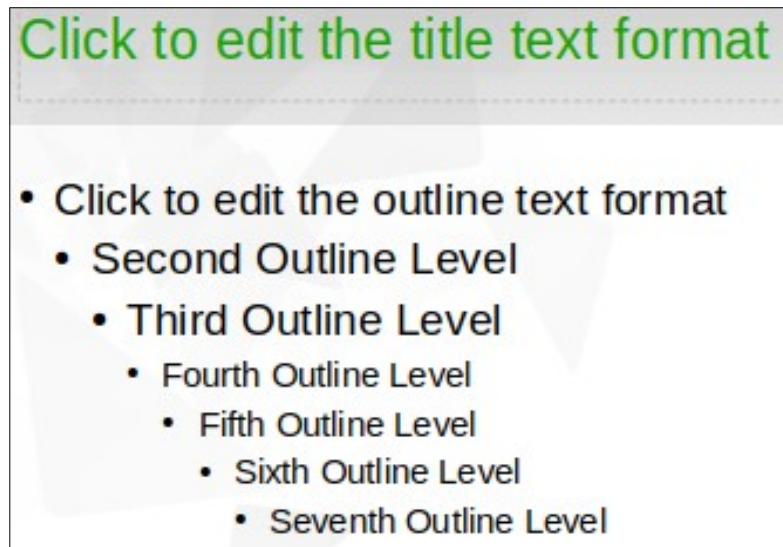 Click to edit the title text format
• Click to edit the outline text format
• Second Outline Level
• Third Outline Level
• Fourth Outline Level
• Fifth Outline Level
• Sixth Outline Level
• Seventh Outline Level